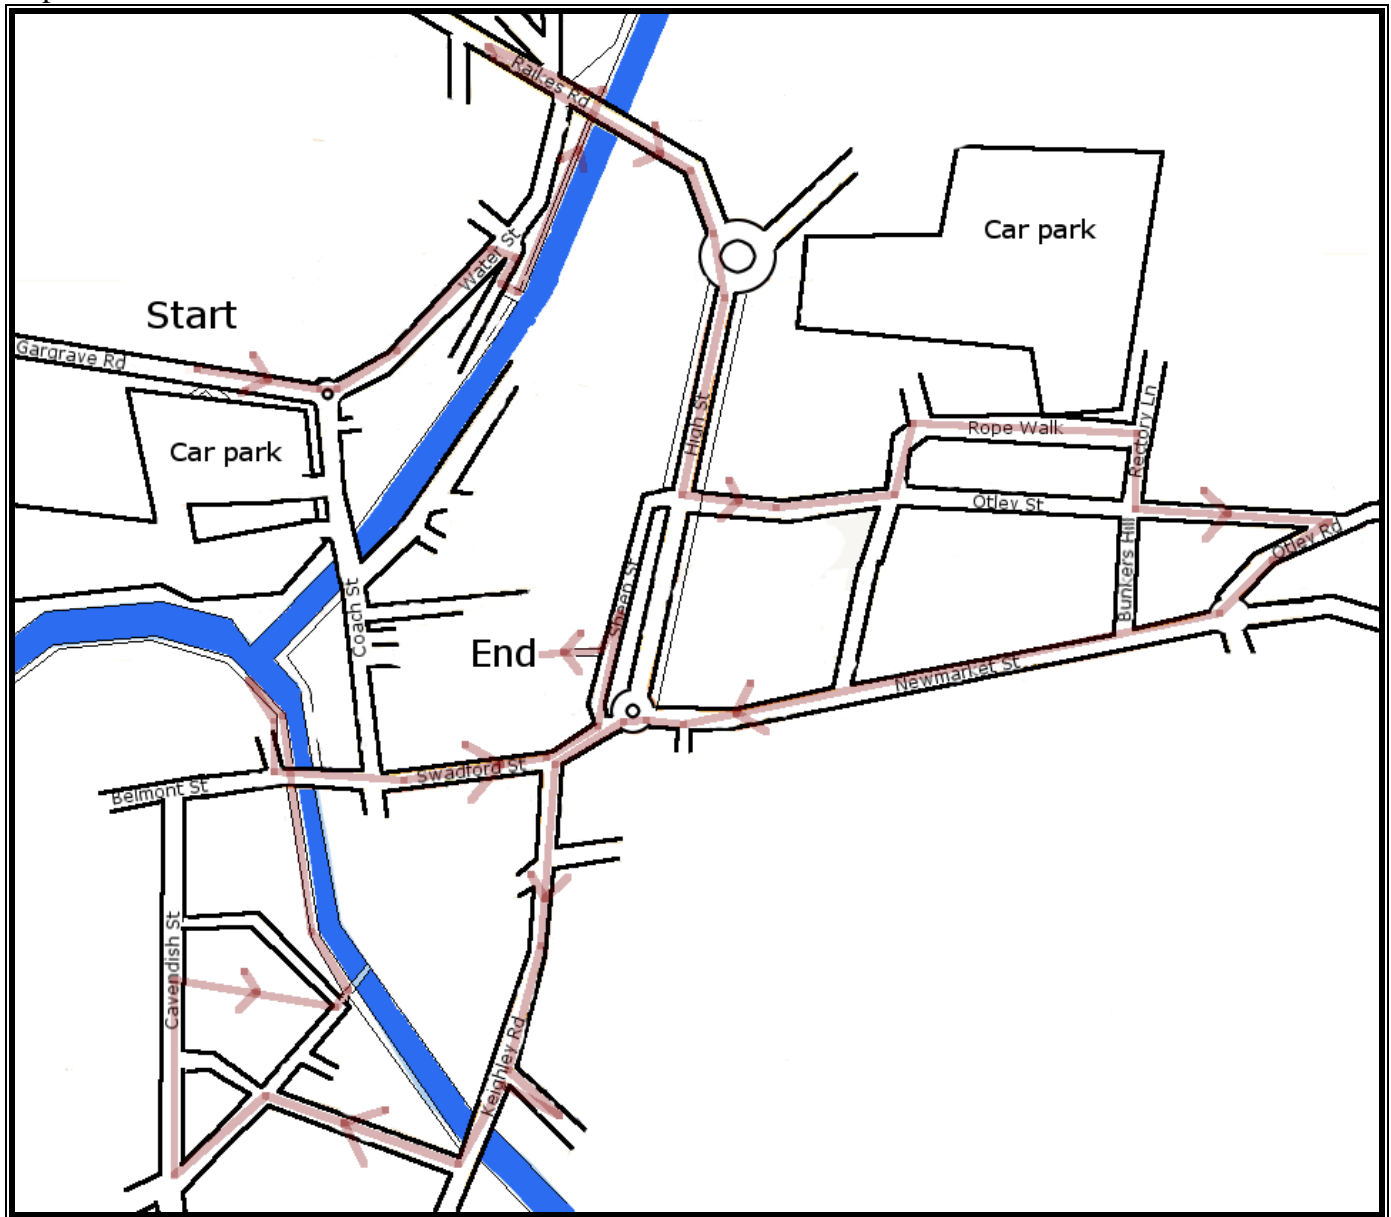 Raikes Rd
Car park
Water St
Start
Gargrave Rd
High St
Rectory Ln
Rope Walk
Car park
Otley St
Otley Rd
Bunkers Hill
Sheep St
Coach St
End
Newmarket St
Swadford St
Belmont St
Cavendish St
Keighley Rd